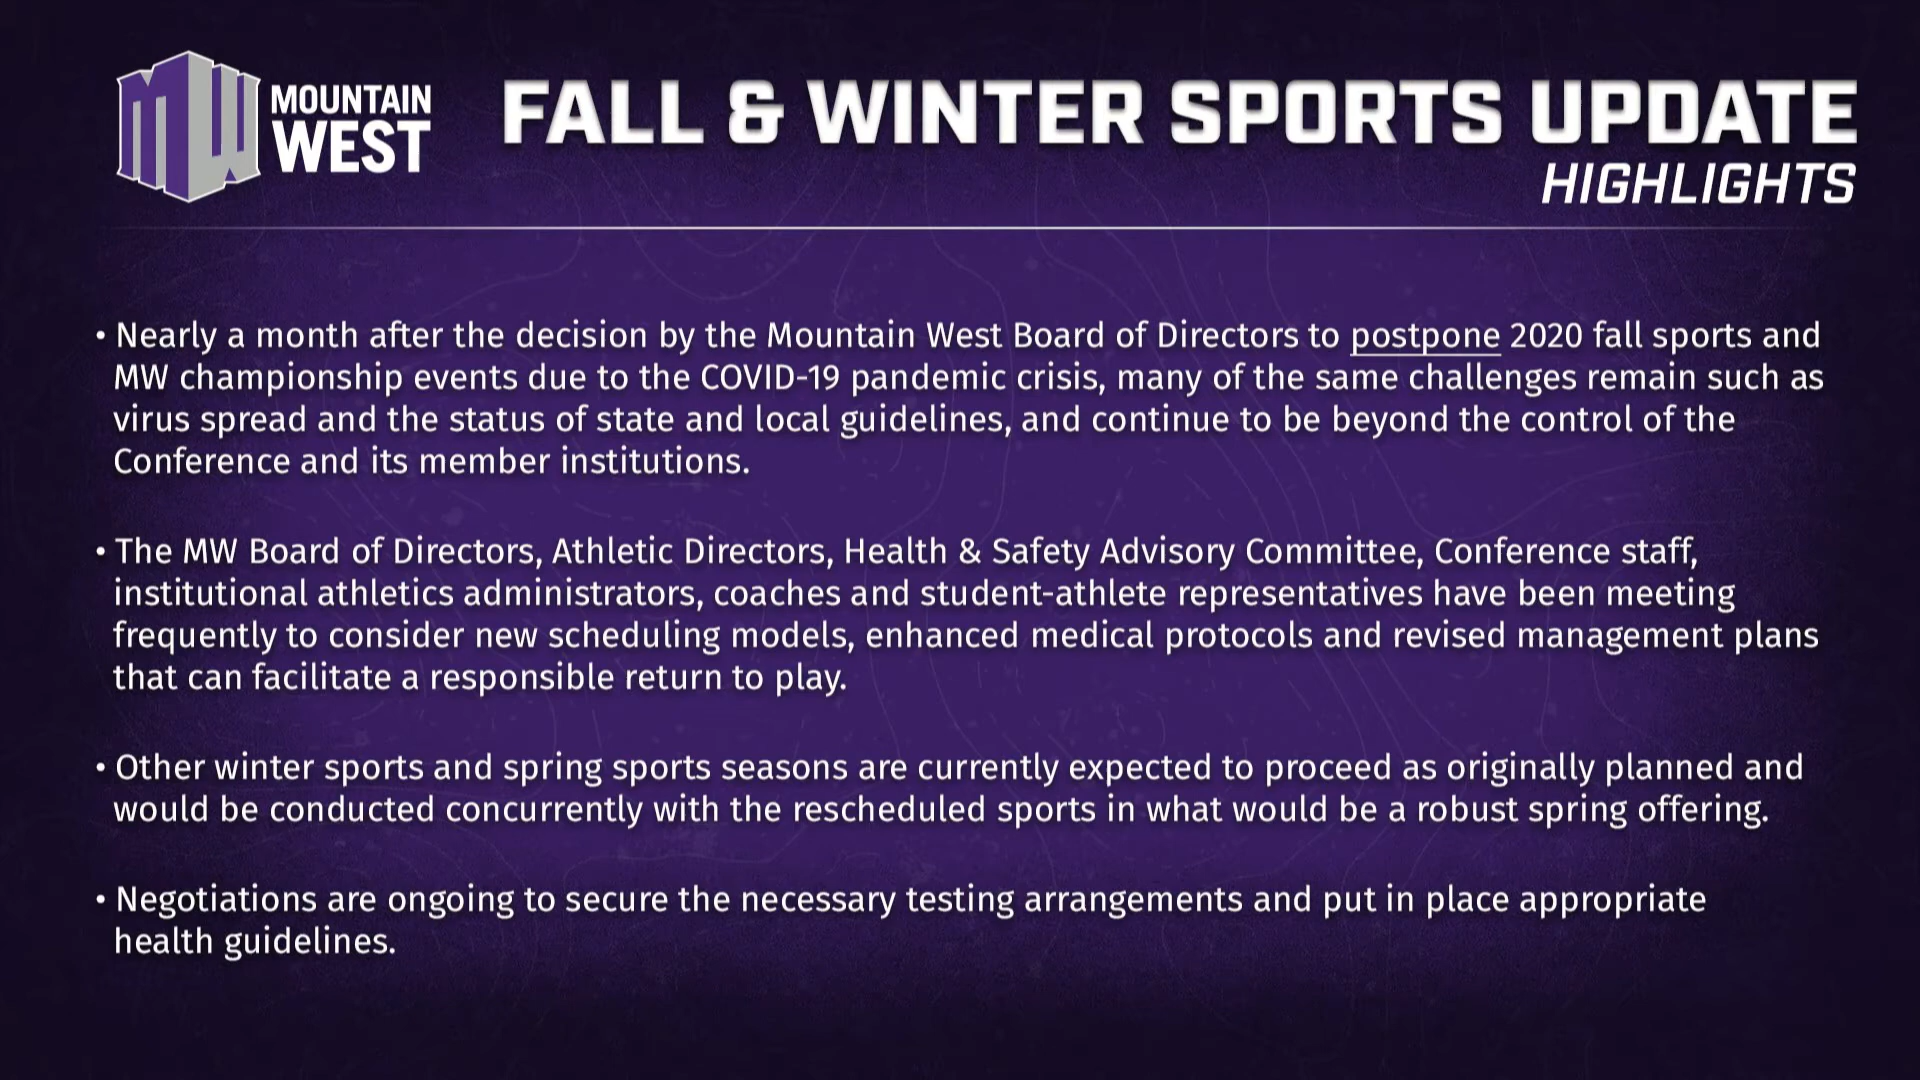 MW MOUNTAIN
WEST
FALL & WINTER SPORTS UPDATE
HIGHLIGHTS
• Nearly a month after the decision by the Mountain West Board of Directors to postpone 2020 fall sports and
MW championship events due to the COVID-19 pandemic crisis, many of the same challenges remain such as
virus spread and the status of state and local guidelines, and continue to be beyond the control of the
Conference and its member institutions.
• The MW Board of Directors, Athletic Directors, Health & Safety Advisory Committee, Conference staff,
institutional athletics administrators, coaches and student-athlete representatives have been meeting
frequently to consider new scheduling models, enhanced medical protocols and revised management plans
that can facilitate a responsible return to play.
• Other winter sports and spring sports seasons are currently expected to proceed as originally planned and
would be conducted concurrently with the rescheduled sports in what would be a robust spring offering.
• Negotiations are ongoing to secure the necessary testing arrangements and put in place appropriate
health guidelines.